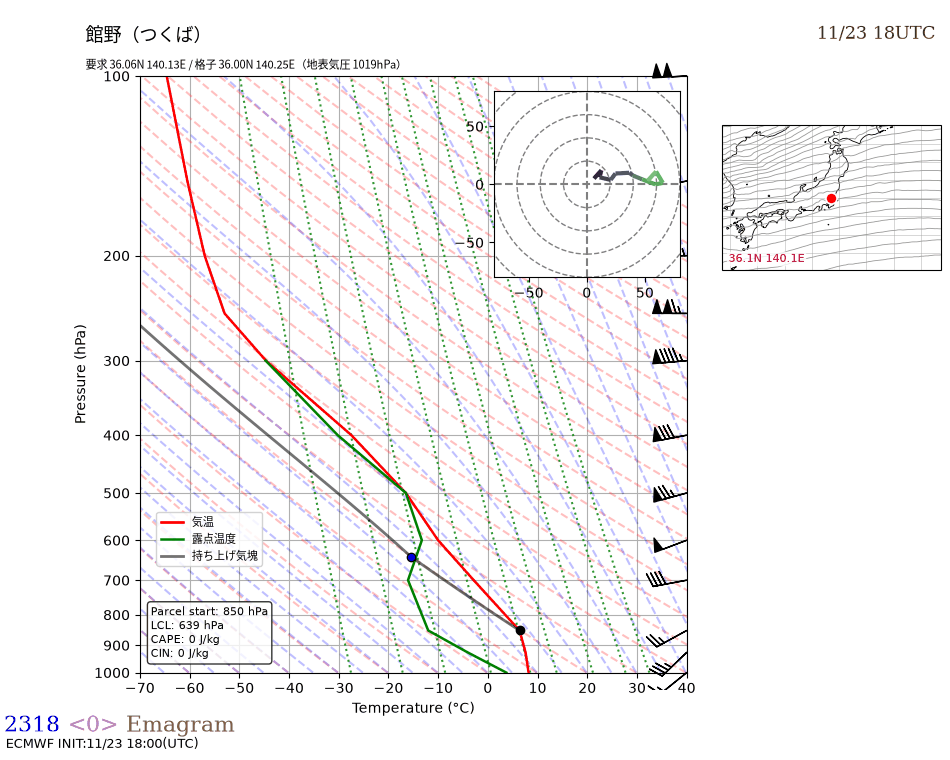 館野（つくば）
11/23 18UTC
要求 36.06N 140.13E / 格子 36.00N 140.25E（地表気圧 1019hPa）
100
200
300
400
500
600
700
800
900
1000
Pressure (hPa)
−70 −60 −50 −40 −30 −20 −10 0 10 20 30 40
Temperature (°C)
50
0
−50
−50 0 50
気温
露点温度
持ち上げ気塊
Parcel start: 850 hPa
LCL: 639 hPa
CAPE: 0 J/kg
CIN: 0 J/kg
36.1N 140.1E
2318 <0> Emagram
ECMWF INIT:11/23 18:00(UTC)